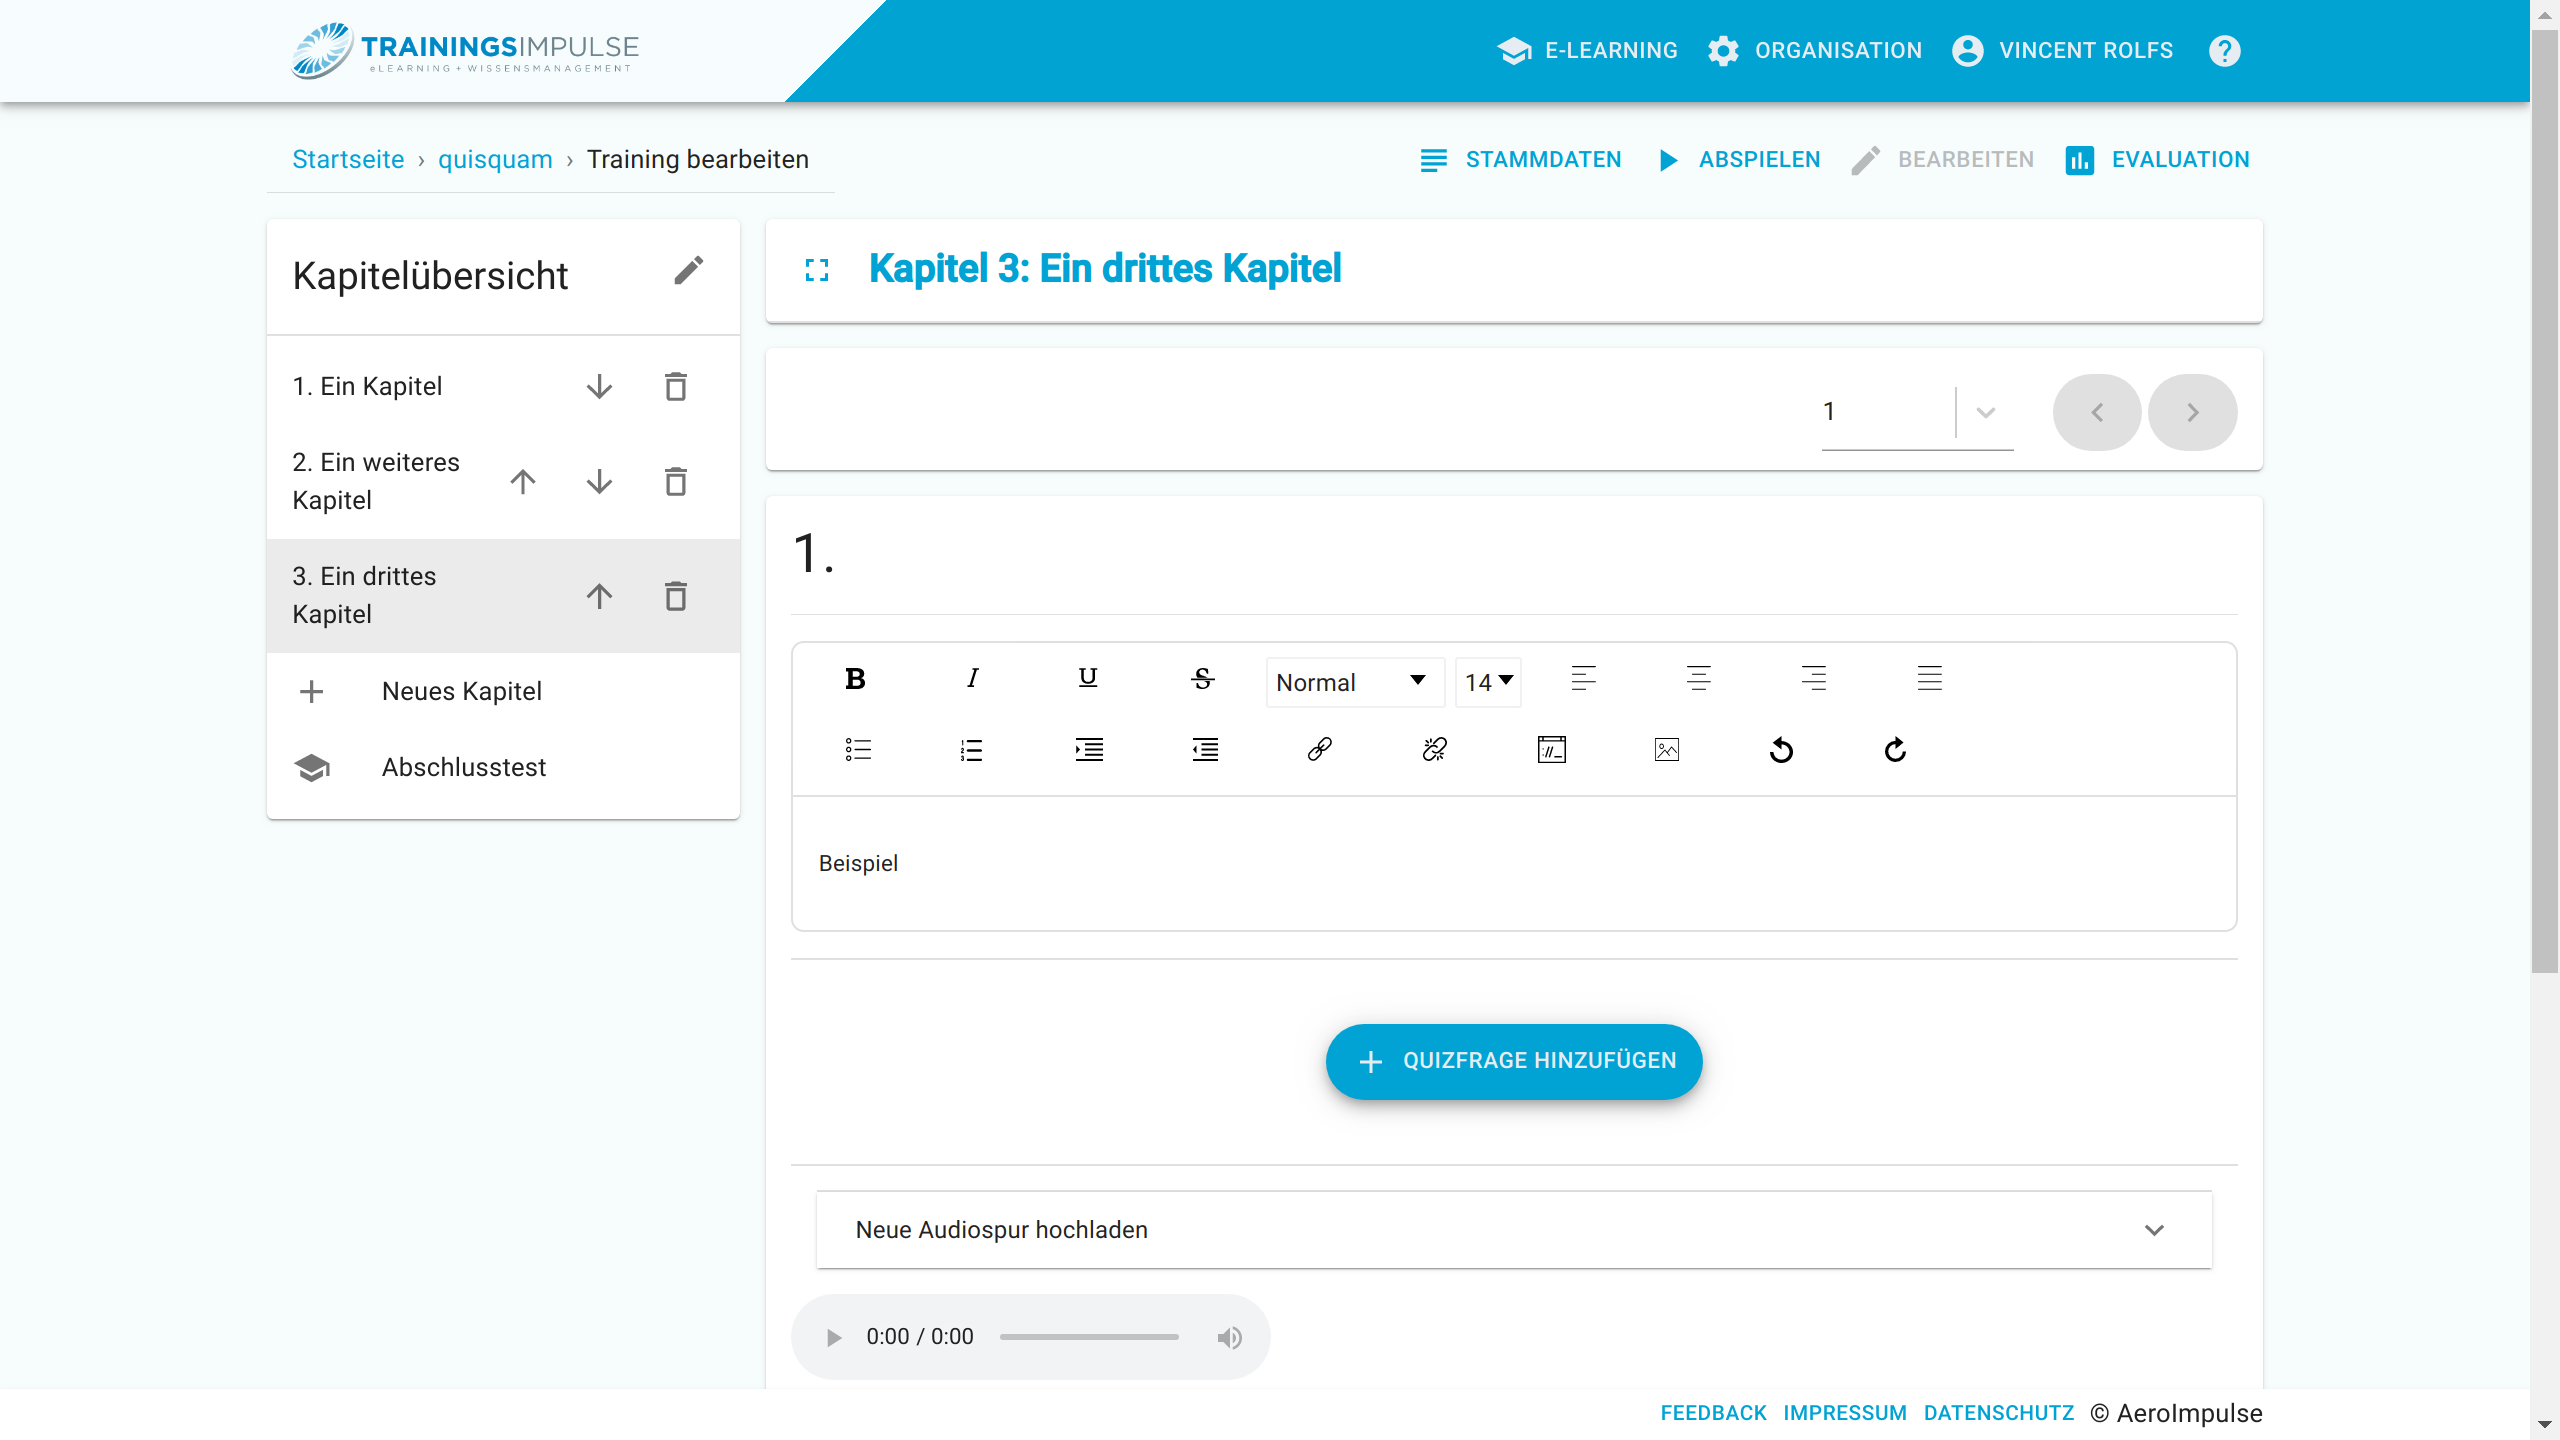 TRAININGSIMPULSE
eLEARNING + WISSENSMANAGEMENT
E-LEARNING
ORGANISATION
VINCENT ROLFS
Startseite › quisquam › Training bearbeiten
STAMMDATEN
ABSPIELEN
BEARBEITEN
EVALUATION
Kapitelübersicht
1. Ein Kapitel
2. Ein weiteres
Kapitel
3. Ein drittes
Kapitel
Neues Kapitel
Abschlusstest
Kapitel 3: Ein drittes Kapitel
1
1.
Normal
14
Beispiel
QUIZFRAGE HINZUFÜGEN
Neue Audiospur hochladen
0:00 / 0:00
FEEDBACK IMPRESSUM DATENSCHUTZ © AeroImpulse